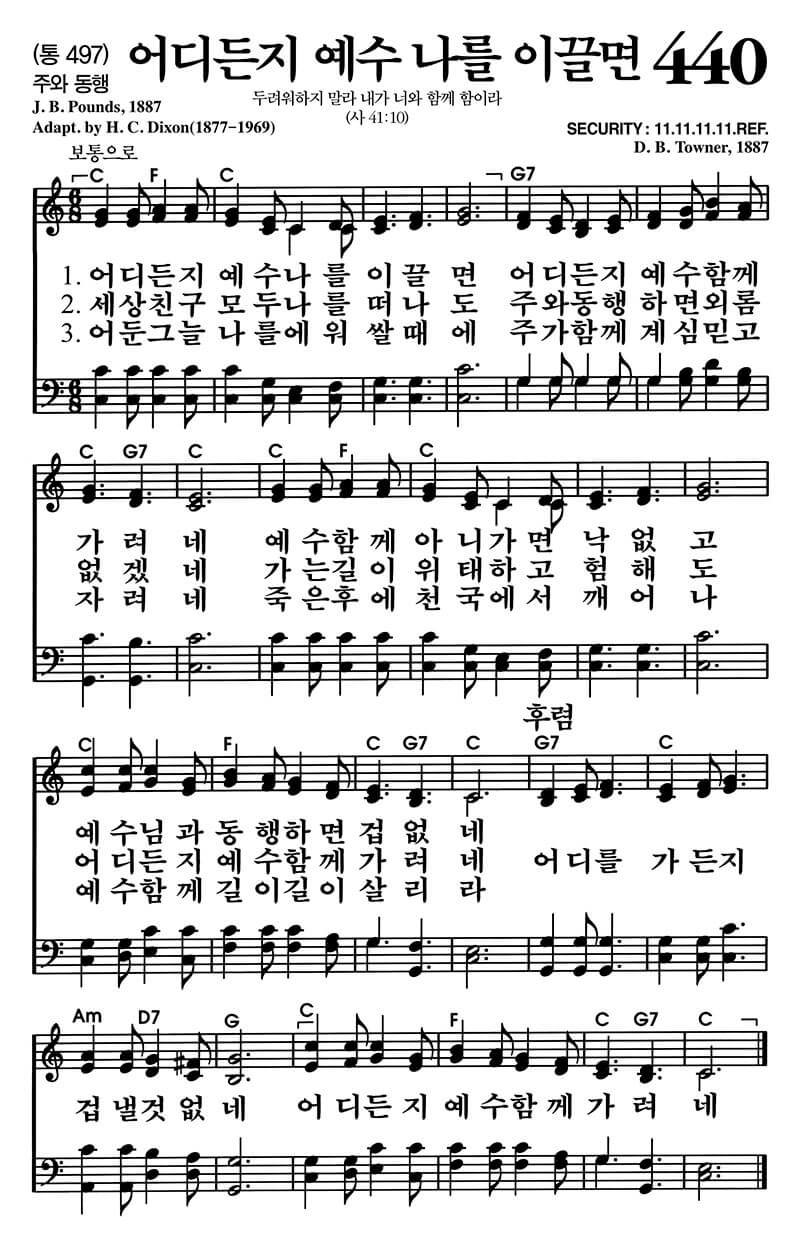 (통 497) 어디든지 예수 나를 이끌면 440
주와 동행
두려워하지 말라 내가 너와 함께 함이라
(사 41:10)
J. B. Pounds, 1887
Adapt. by H. C. Dixon(1877-1969)
SECURITY : 11.11.11.11.REF.
D. B. Towner, 1887
보통으로
C F C G7
6 8
1. 어디든지 예 수나 를 이 끌 면 어디든지 예 수함께
2. 세상친구 모 두나 를 떠 나 도 주와동행 하 면외롬
3. 어둔그늘 나 를에 워 쌀 때 에 주가함께 계 심믿고
6 8
C G7 C C F C
가 려 네 예 수함 께 아 니가 면 낙 없 고
없 겠 네 가 는길 이 위 태하 고 험 해 도
자 려 네 죽 은후 에 천 국에 서 깨 어 나
후렴
C F C G7 C G7 C
예 수님 과 동 행하 면 겁 없 네
어 디든 지 예 수함 께 가 려 네 어 디를 가 든지
예 수함 께 길 이길 이 살 리 라
Am D7 G C F C G7 C
겁 낼것 없 네 어 디든 지 예 수함 께 가 려 네